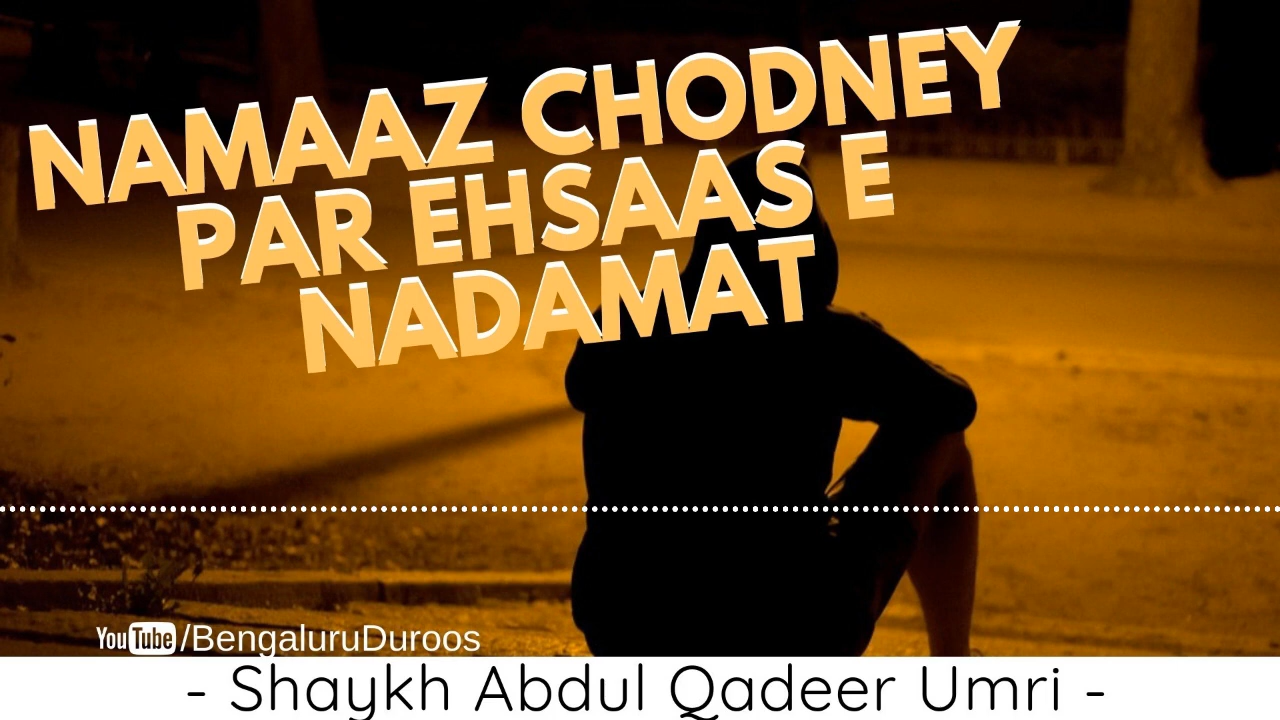 NAMAAZ CHODNEY
PAR EHSAAS E
NADAMAT
YouTube/BengaluruDuroos
- Shaykh Abdul Qadeer Umri -